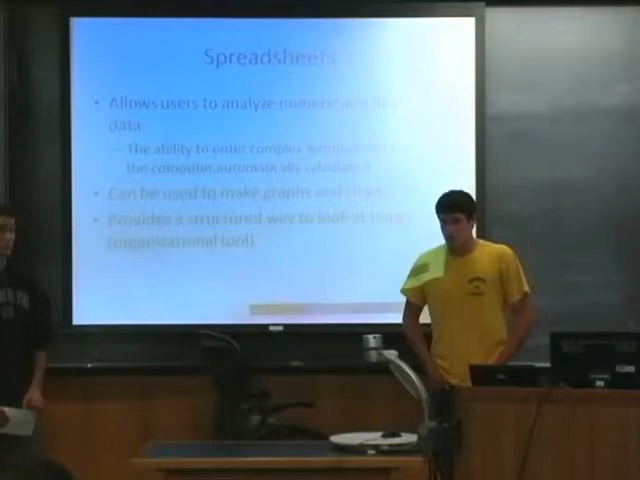 Spreadsheets
• Allows users to analyze numeric and
data
– The ability to enter complex
the computer automatically calculate
• Can be used to make graphs and
• Provides a structured way to look at things
(organizational tool)